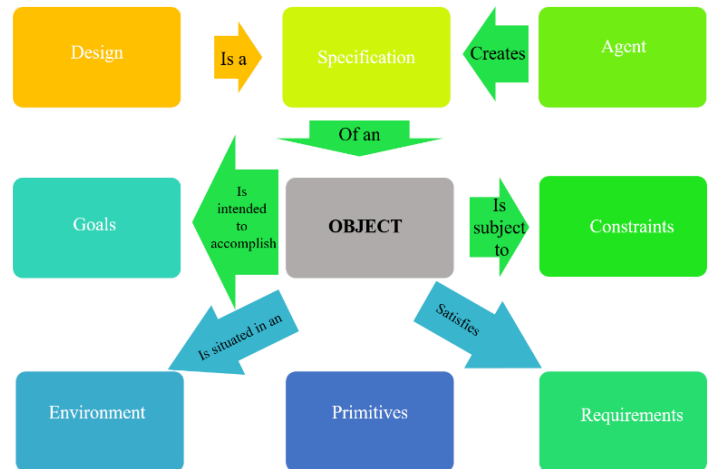 Design
Is a
Specification
Creates
Agent
Of an
Goals
Is
intended
to
accomplish
OBJECT
Is
subject
to
Constraints
Is situated in an
Satisfies
Environment
Primitives
Requirements